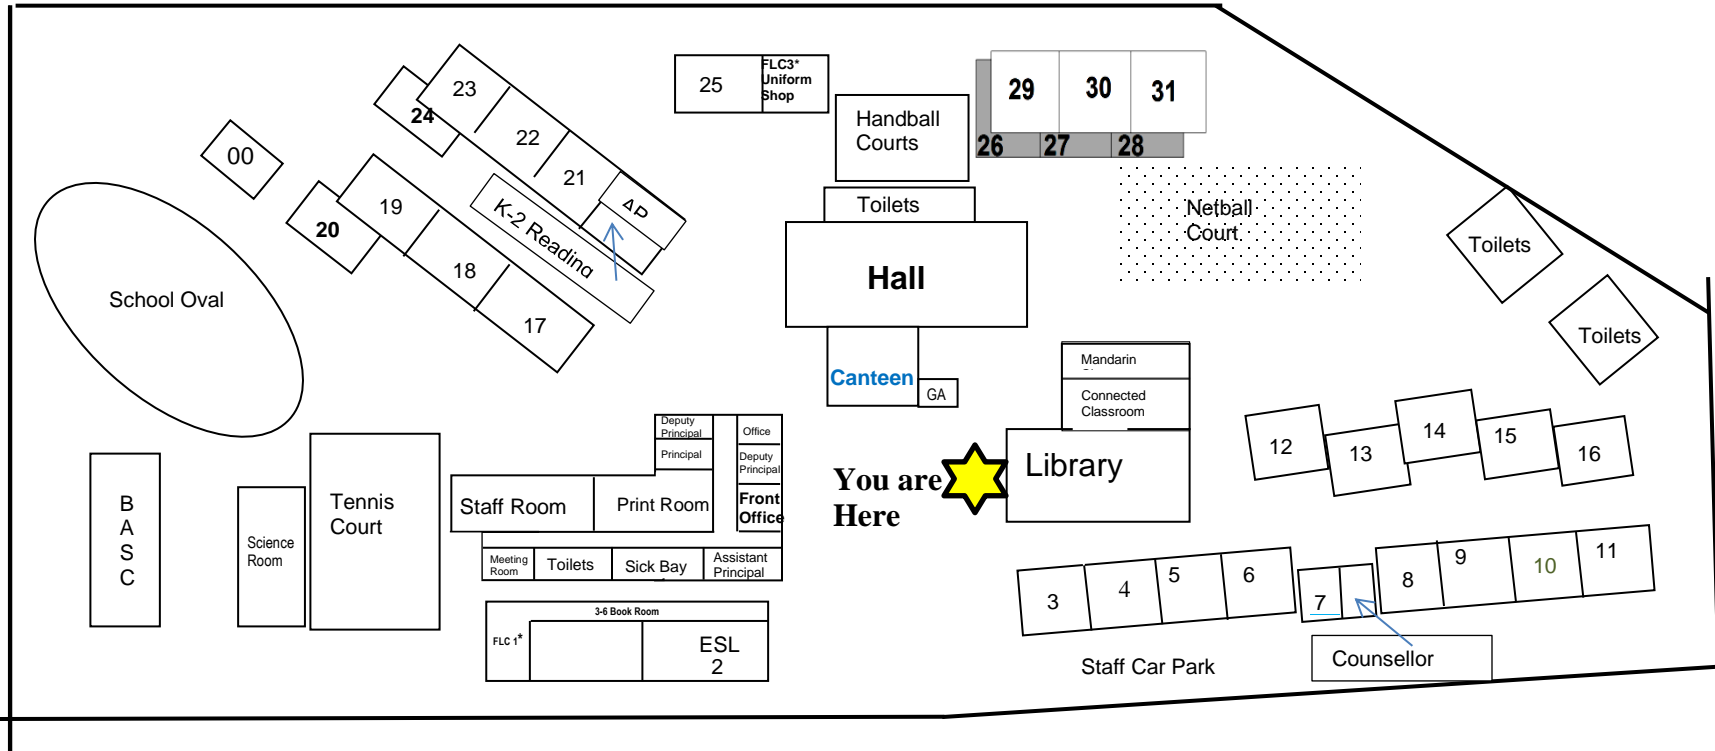 23
24
22
21
AP
K-2 Reading
00
20
19
18
17
School Oval
25
FLC3*
Uniform
Shop
Handball
Courts
Toilets
Hall
Canteen
GA
29
30
31
26
27
28
Netball
Court
Toilets
Toilets
Mandarin
Connected
Classroom
Library
You are
Here
12
13
14
15
16
B
A
S
C
Science
Room
Tennis
Court
Deputy
Principal
Principal
Staff Room
Print Room
Office
Deputy
Principal
Front
Office
Meeting
Room
Toilets
Sick Bay
Assistant
Principal
3-6 Book Room
FLC 1*
ESL
2
3
4
5
6
7
8
9
10
11
Staff Car Park
Counsellor